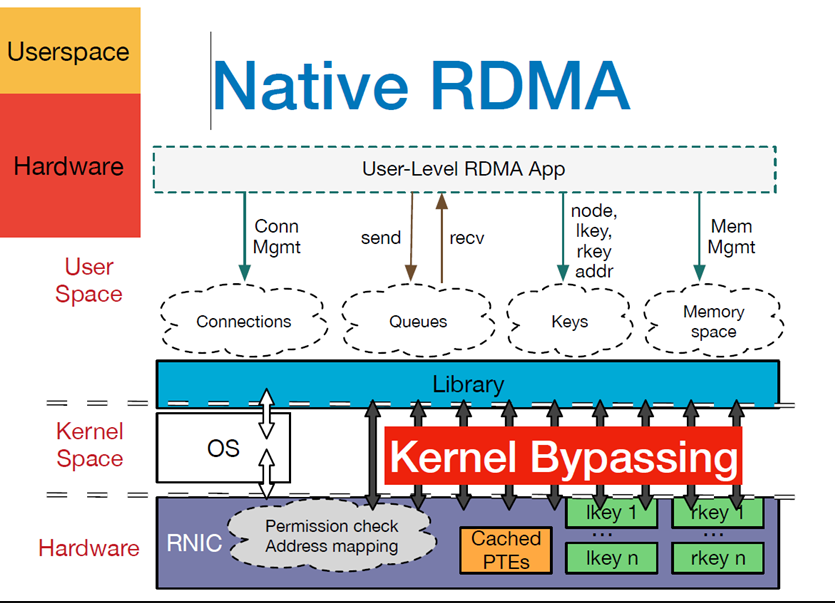 Userspace
Native RDMA
Hardware
User-Level RDMA App
Conn
Mgmt
send
recv
node,
lkey,
rkey
addr
Mem
Mgmt
User
Space
Connections
Queues
Keys
Memory
space
Library
Kernel
Space
OS
Kernel Bypassing
Hardware
RNIC
Permission check
Address mapping
Cached
PTEs
lkey 1
...
lkey n
rkey 1
...
rkey n